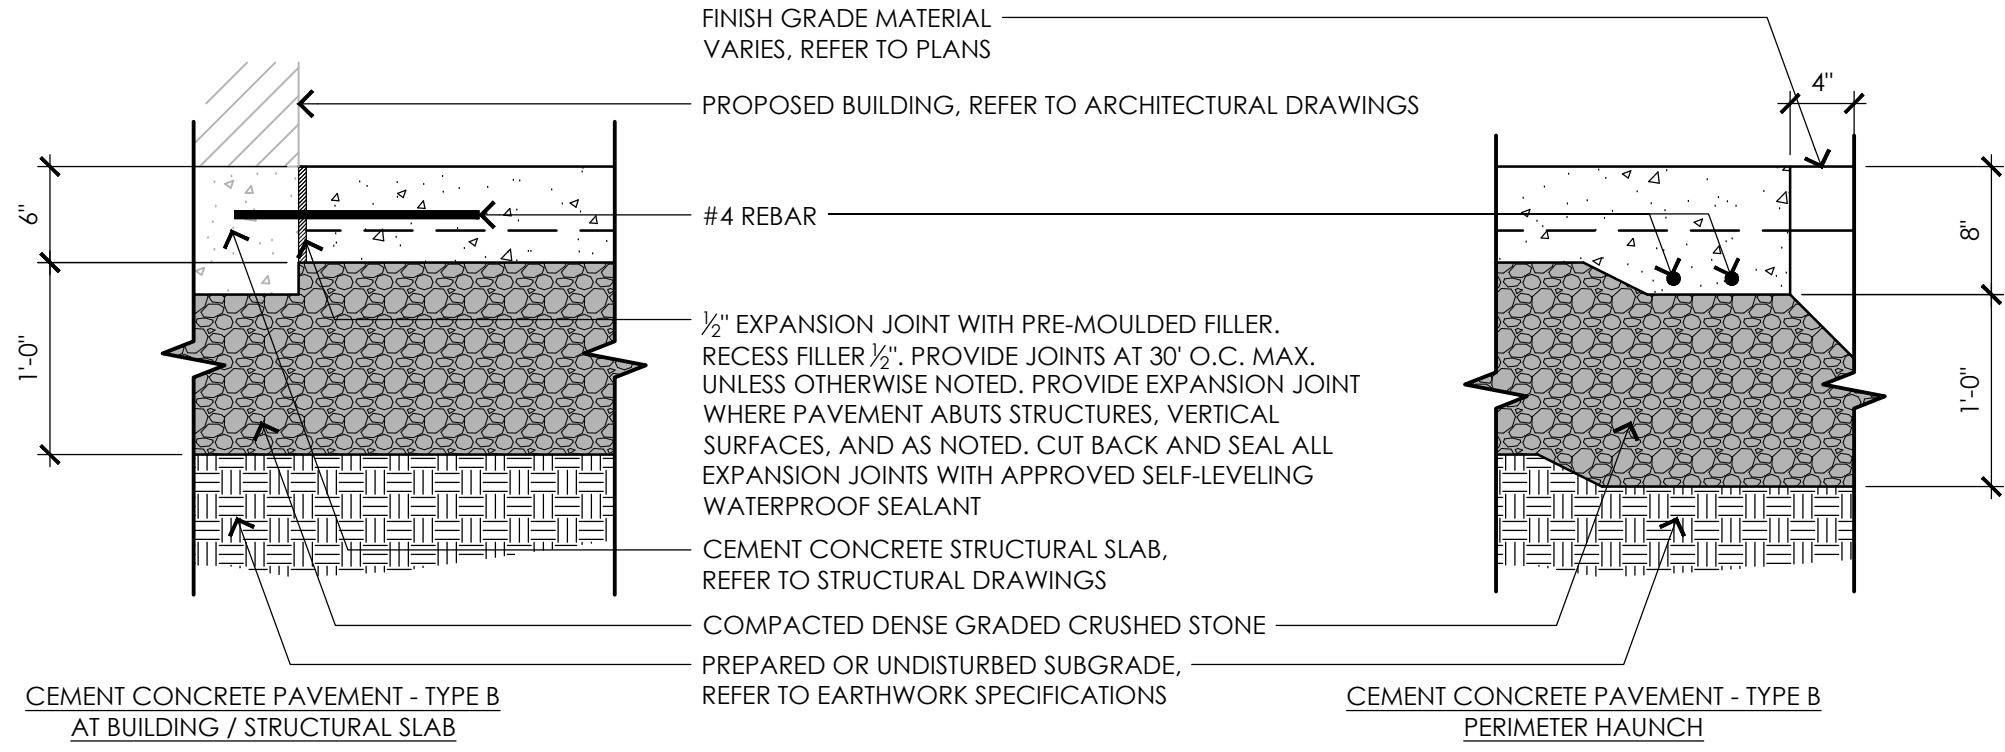 FINISH GRADE MATERIAL
VARIES, REFER TO PLANS
4"
PROPOSED BUILDING, REFER TO ARCHITECTURAL DRAWINGS
6"
#4 REBAR
8"
1'-0"
½" EXPANSION JOINT WITH PRE-MOULDED FILLER.
RECESS FILLER ½". PROVIDE JOINTS AT 30' O.C. MAX.
UNLESS OTHERWISE NOTED. PROVIDE EXPANSION JOINT
WHERE PAVEMENT ABUTS STRUCTURES, VERTICAL
SURFACES, AND AS NOTED. CUT BACK AND SEAL ALL
EXPANSION JOINTS WITH APPROVED SELF-LEVELING
WATERPROOF SEALANT
1'-0"
CEMENT CONCRETE STRUCTURAL SLAB,
REFER TO STRUCTURAL DRAWINGS
COMPACTED DENSE GRADED CRUSHED STONE
PREPARED OR UNDISTURBED SUBGRADE,
REFER TO EARTHWORK SPECIFICATIONS
CEMENT CONCRETE PAVEMENT - TYPE B
AT BUILDING / STRUCTURAL SLAB
CEMENT CONCRETE PAVEMENT - TYPE B
PERIMETER HAUNCH